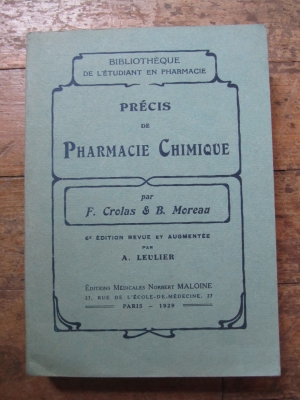 BIBLIOTHÈQUE
DE L'ÉTUDIANT EN PHARMACIE
PRÉCIS
DE
PHARMACIE CHIMIQUE
par
F. Crolas & B. Moreau
ÉDITION REVUE ET AUGMENTÉE
PAR
A. LEULIER
ÉDITIONS MÉDICALES NORBERT MALOINE
27, RUE DE L'ÉCOLE-DE-MÉDECINE, 27
PARIS - 1929